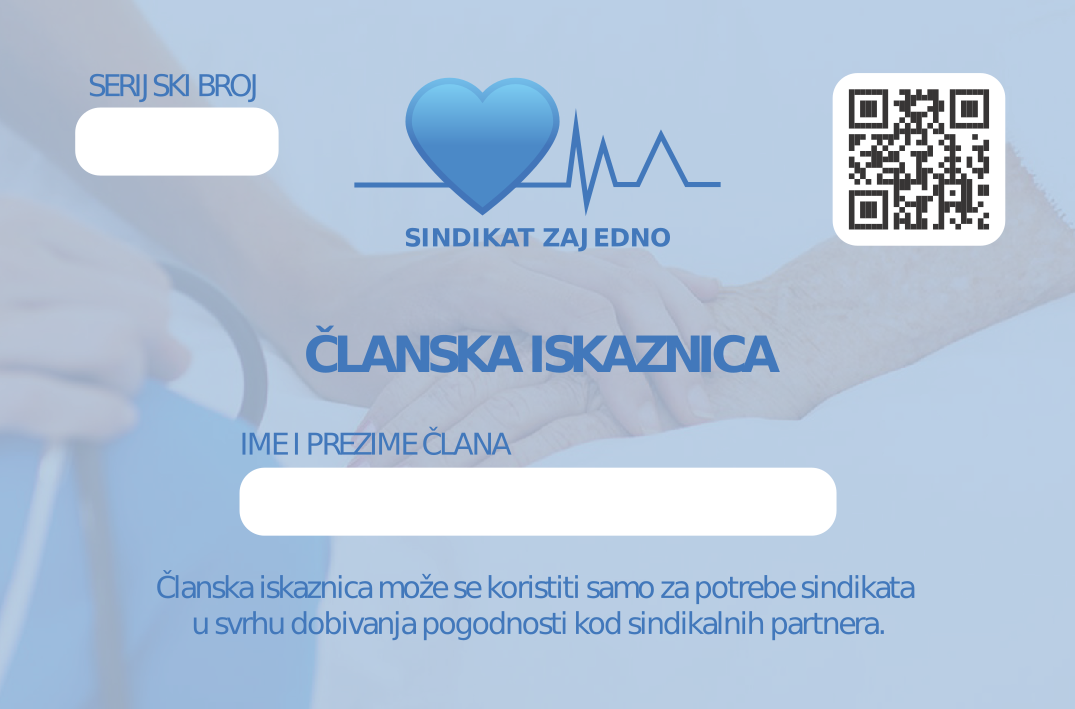 SERIJSKI BROJ
SINDIKAT ZAJEDNO
ČLANSKA ISKAZNICA
IME I PREZIME ČLANA
Članska iskaznica može se koristiti samo za potrebe sindikata
u svrhu dobivanja pogodnosti kod sindikalnih partnera.